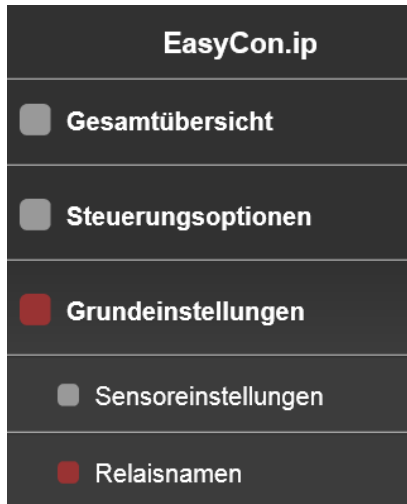 EasyCon.ip
Gesamtübersicht
Steuerungsoptionen
Grundeinstellungen
Sensoreinstellungen
Relaisnamen